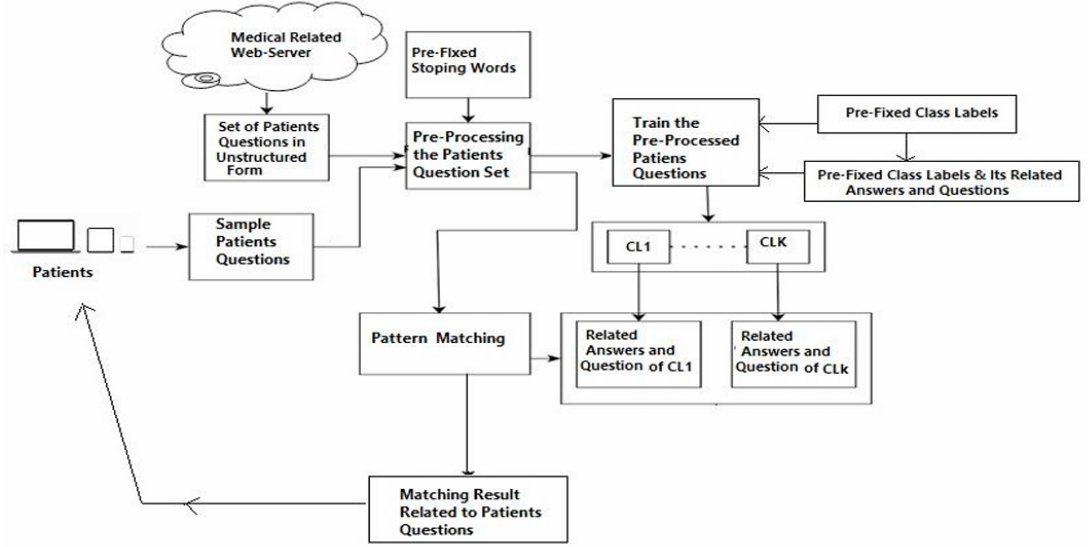 Medical Related
Web-Server
Pre-FIxed
Stoping Words
Set of Patients
Questions in
Unstructured
Form
Pre-Processing
the Patients
Question Set
Train the
Pre-Processed
Patiens
Questions
Pre-Fixed Class Labels
Pre-Fixed Class Labels & Its Related
Answers and Questions
Sample
Patients
Questions
Patients
CL1
CLK
Pattern Matching
Related
Answers and
Question of CL1
Related
Answers and
Question of CLk
Matching Result
Related to Patients
Questions